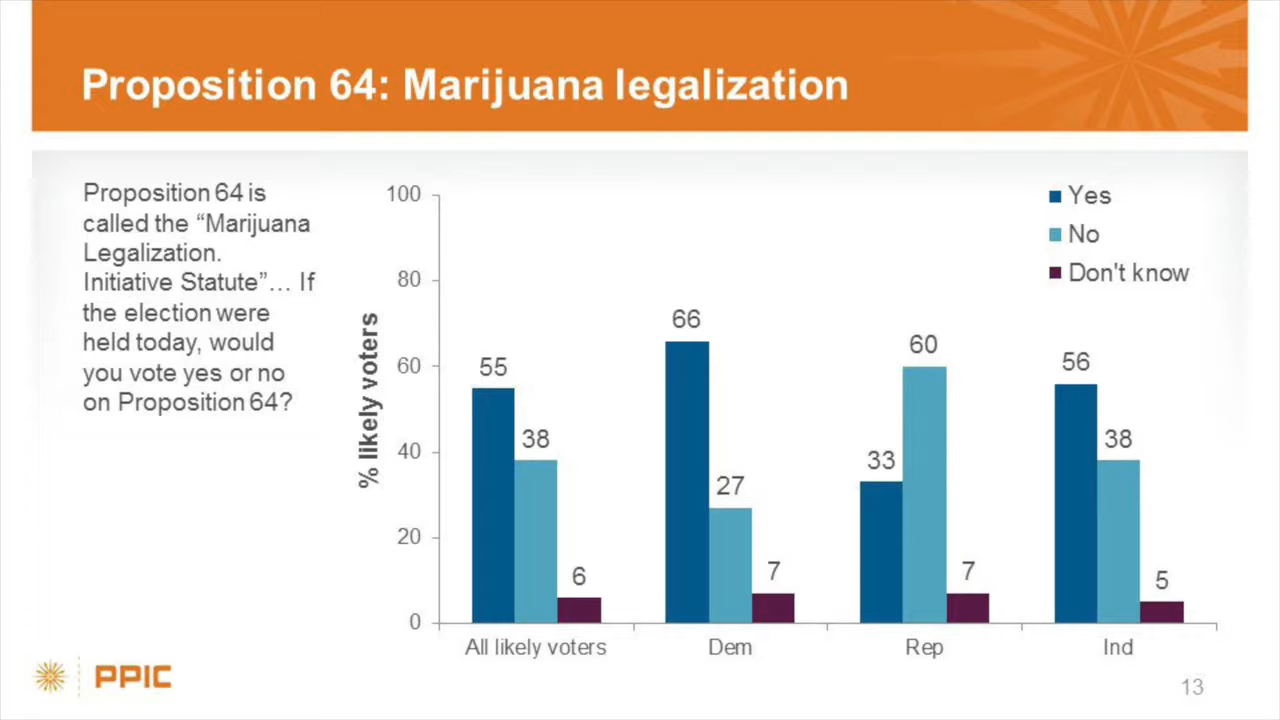 Proposition 64: Marijuana legalization
Proposition 64 is
called the “Marijuana
Legalization.
Initiative Statute”… If
the election were
held today, would
you vote yes or no
on Proposition 64?
% likely voters
100
80
60
40
20
0
Yes
No
Don't know
55
38
6
66
27
7
33
60
7
56
38
5
All likely voters
Dem
Rep
Ind
PPIC
13